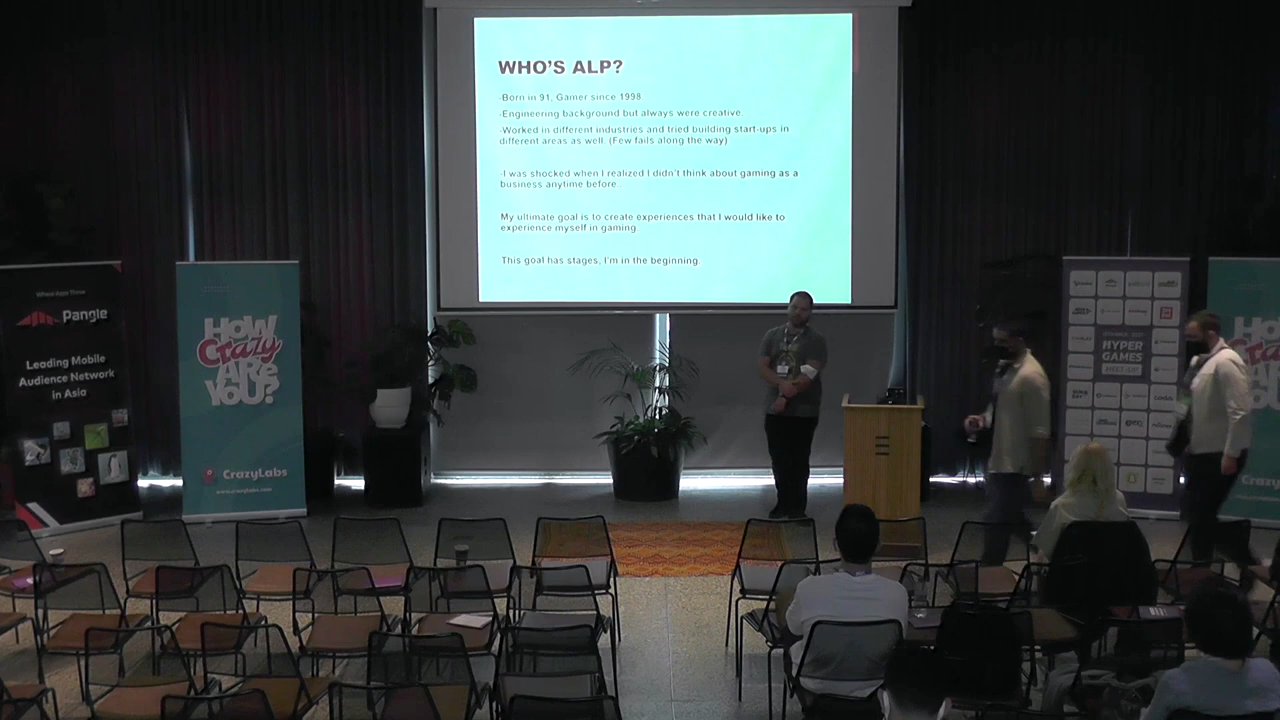 WHO'S ALP?
-Born in 91, Gamer since 1998.
-Engineering background but always were creative.
-Worked in different industries and tried building start-ups in
different areas as well. (Few fails along the way)
-I was shocked when I realized I didn't think about gaming as a
business anytime before.
My ultimate goal is to create experiences that I would like to
experience myself in gaming.
This goal has stages, I'm in the beginning.
Pangle
Leading Mobile
Audience Network
in Asia
HOW
Crazy
ARe
YOU?
CrazyLabs
www.crazylabs.com
HYPER
GAMES
MEETUP